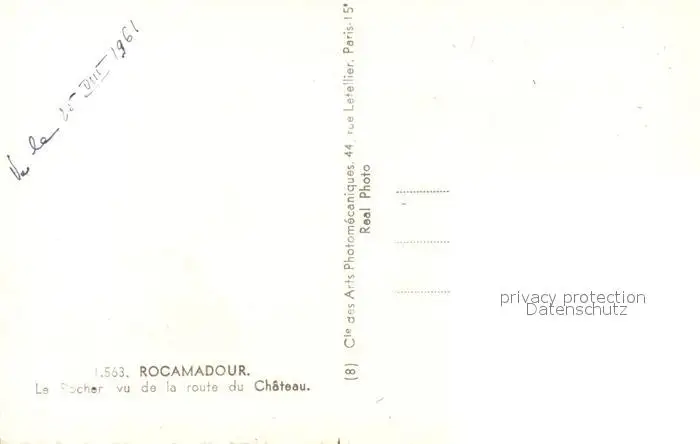 Vu le 25 VIII 1961
1.563. ROCAMADOUR.
Le Rocher vu de la route du Château.
(8) Cie des Arts Photomécaniques, 44, rue Letellier, Paris-15e
Real Photo
privacy protection
Datenschutz